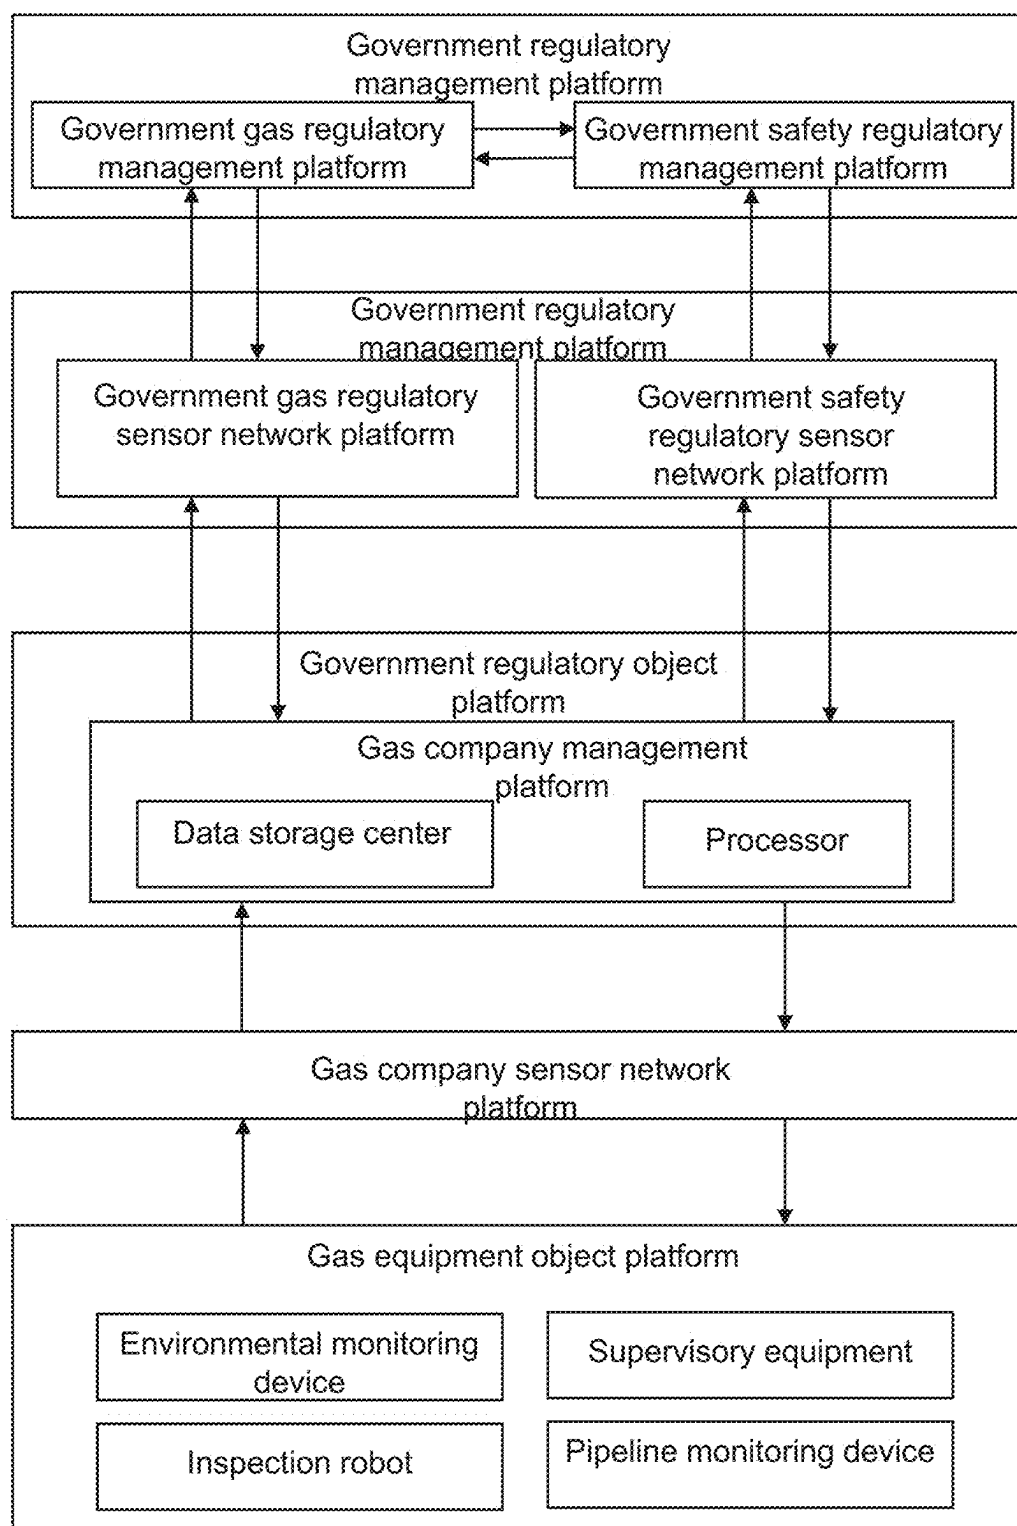 Government regulatory
management platform
Government gas regulatory
management platform
Government safety regulatory
management platform
Government regulatory
management platform
Government gas regulatory
sensor network platform
Government safety
regulatory sensor
network platform
Government regulatory object
platform
Gas company management
platform
Data storage center
Processor
Gas company sensor network
platform
Gas equipment object platform
Environmental monitoring
device
Supervisory equipment
Inspection robot
Pipeline monitoring device